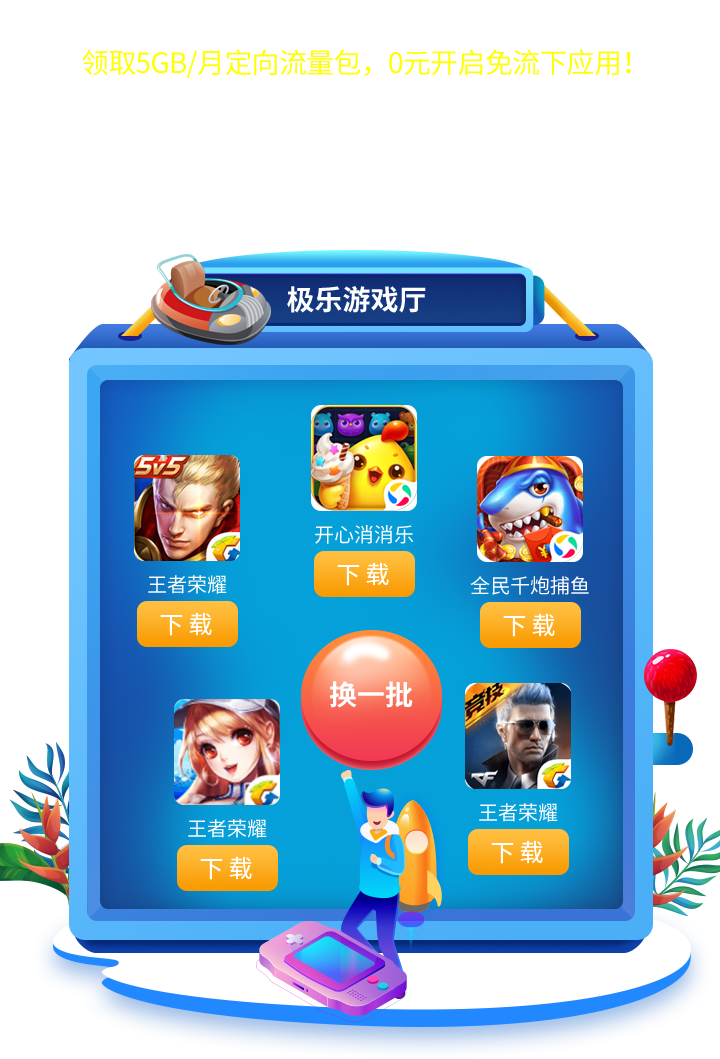 领取5GB/月定向流量包，0元开启免流下应用！
极乐游戏厅
5v5
开心消消乐
下载
王者荣耀
下载
全民千炮捕鱼
下载
换一批
竞技
CF
王者荣耀
下载
王者荣耀
下载